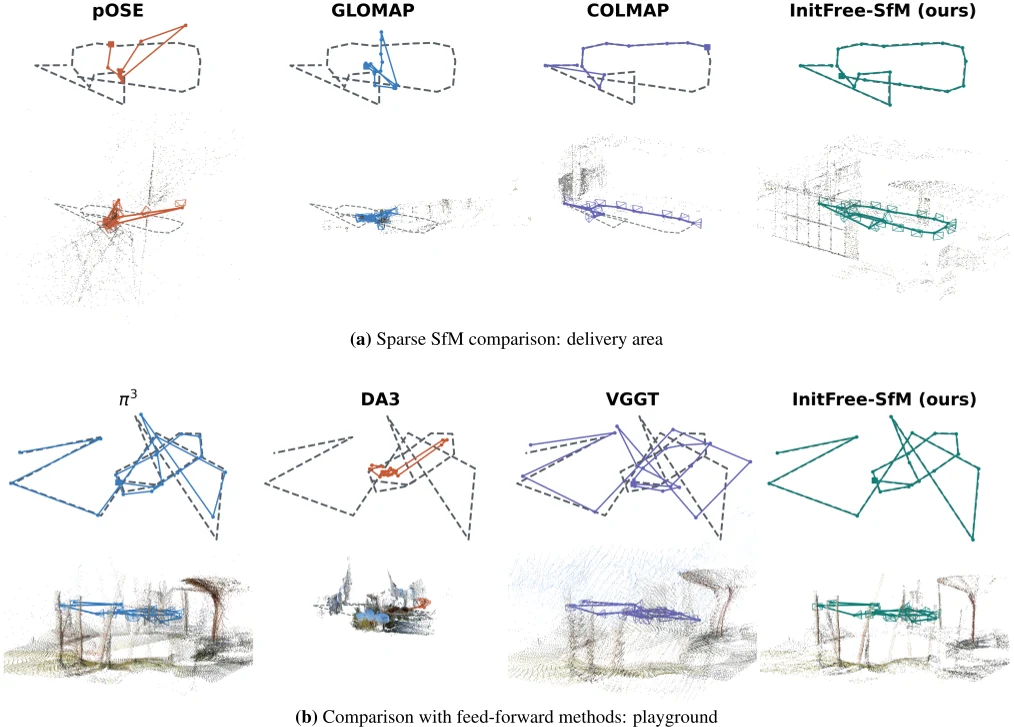 pOSE
GLOMAP
COLMAP
InitFree-SfM (ours)
(a) Sparse SfM comparison: delivery area
π³
DA3
VGGT
InitFree-SfM (ours)
(b) Comparison with feed-forward methods: playground